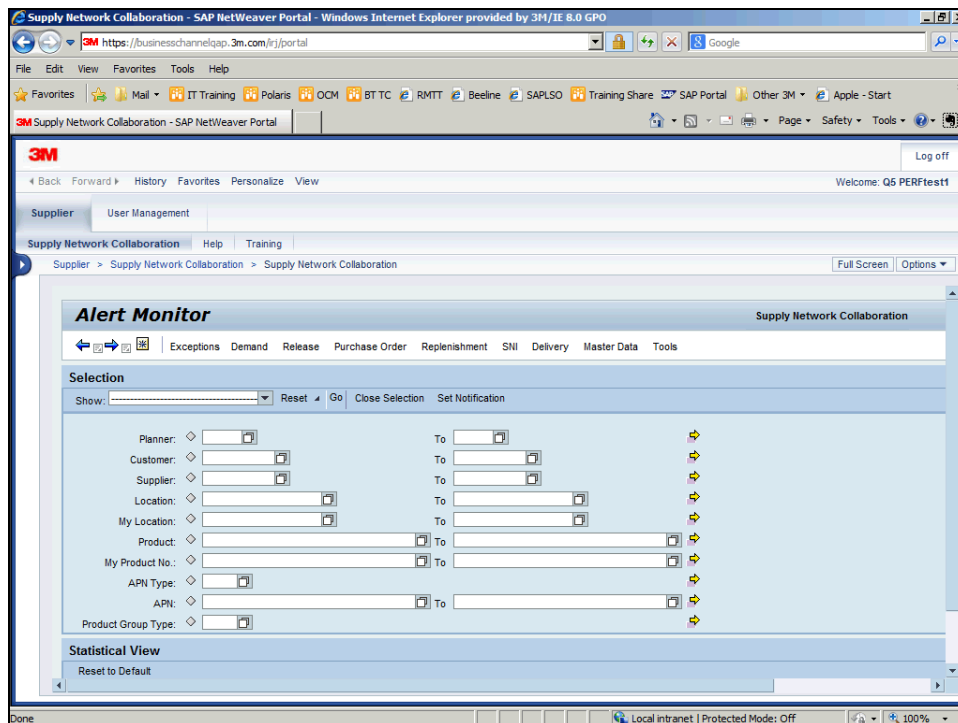 Supply Network Collaboration - SAP NetWeaver Portal - Windows Internet Explorer provided by 3M/IE 8.0 GPO
3M https://businesschannelqap.3m.com/irj/portal
Google
File Edit View Favorites Tools Help
Favorites Mail IT Training Polaris OCM BT TC RMTT Beeline SAPLSO Training Share SAP Portal Other 3M Apple - Start
3M Supply Network Collaboration - SAP NetWeaver Portal
Page Safety Tools
3M
Log off
Back Forward History Favorites Personalize View
Welcome: Q5 PERFtest1
Supplier User Management
Supply Network Collaboration Help Training
Supplier > Supply Network Collaboration > Supply Network Collaboration
Full Screen Options
Alert Monitor
Supply Network Collaboration
Exceptions Demand Release Purchase Order Replenishment SNI Delivery Master Data Tools
Selection
Show: Reset Go Close Selection Set Notification
Planner: To
Customer: To
Supplier: To
Location: To
My Location: To
Product: To
My Product No.: To
APN Type:
APN: To
Product Group Type:
Statistical View
Reset to Default
Done
Local intranet | Protected Mode: Off
100%